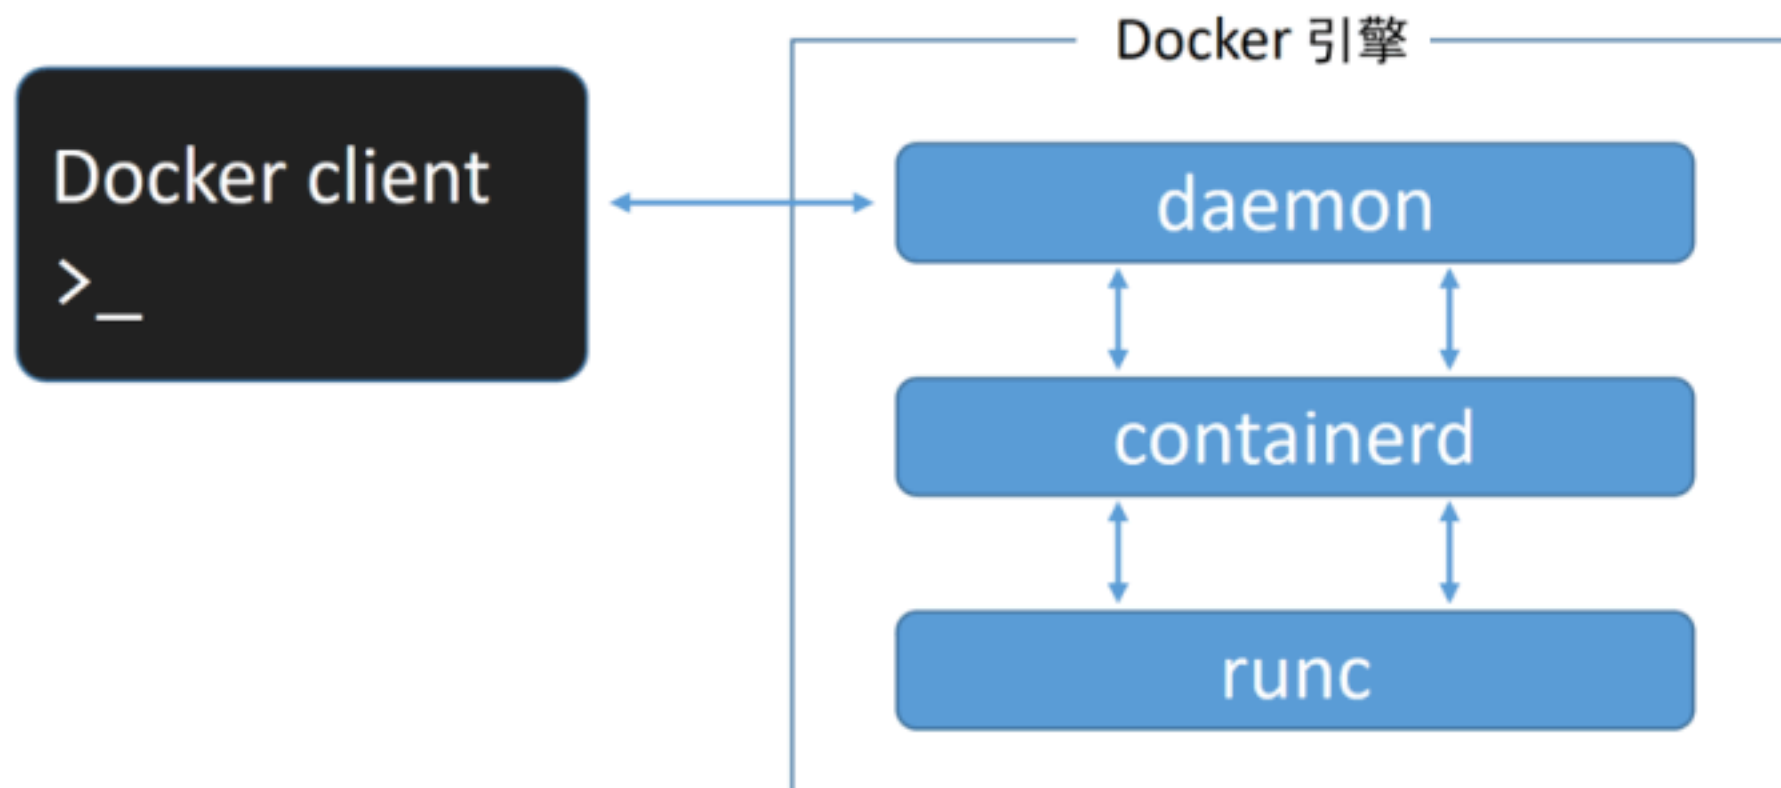 Docker 引擎
Docker client
>_
daemon
containerd
runc